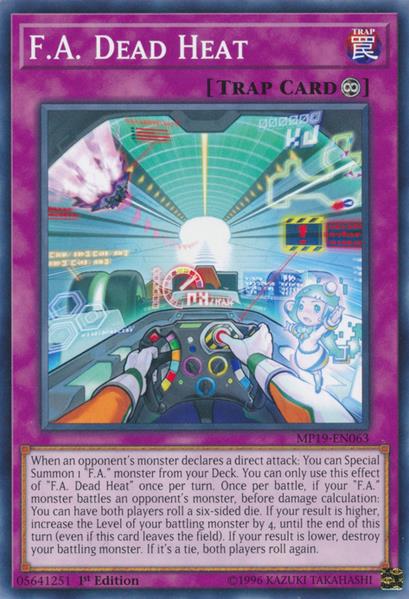 F.A. Dead Heat
TRAP
罠
[Trap Card
]
MP19-EN063
When an opponent's monster declares a direct attack: You can Special
Summon 1 "F.A." monster from your Deck. You can only use this effect
of "F.A. Dead Heat" once per turn. Once per battle, if your "F.A."
monster battles an opponent's monster, before damage calculation:
You can have both players roll a six-sided die. If your result is higher,
increase the Level of your battling monster by 4, until the end of this
turn (even if this card leaves the field). If your result is lower, destroy
your battling monster. If it's a tie, both players roll again.
05641251
1st Edition
©1996 KAZUKI TAKAHASHI